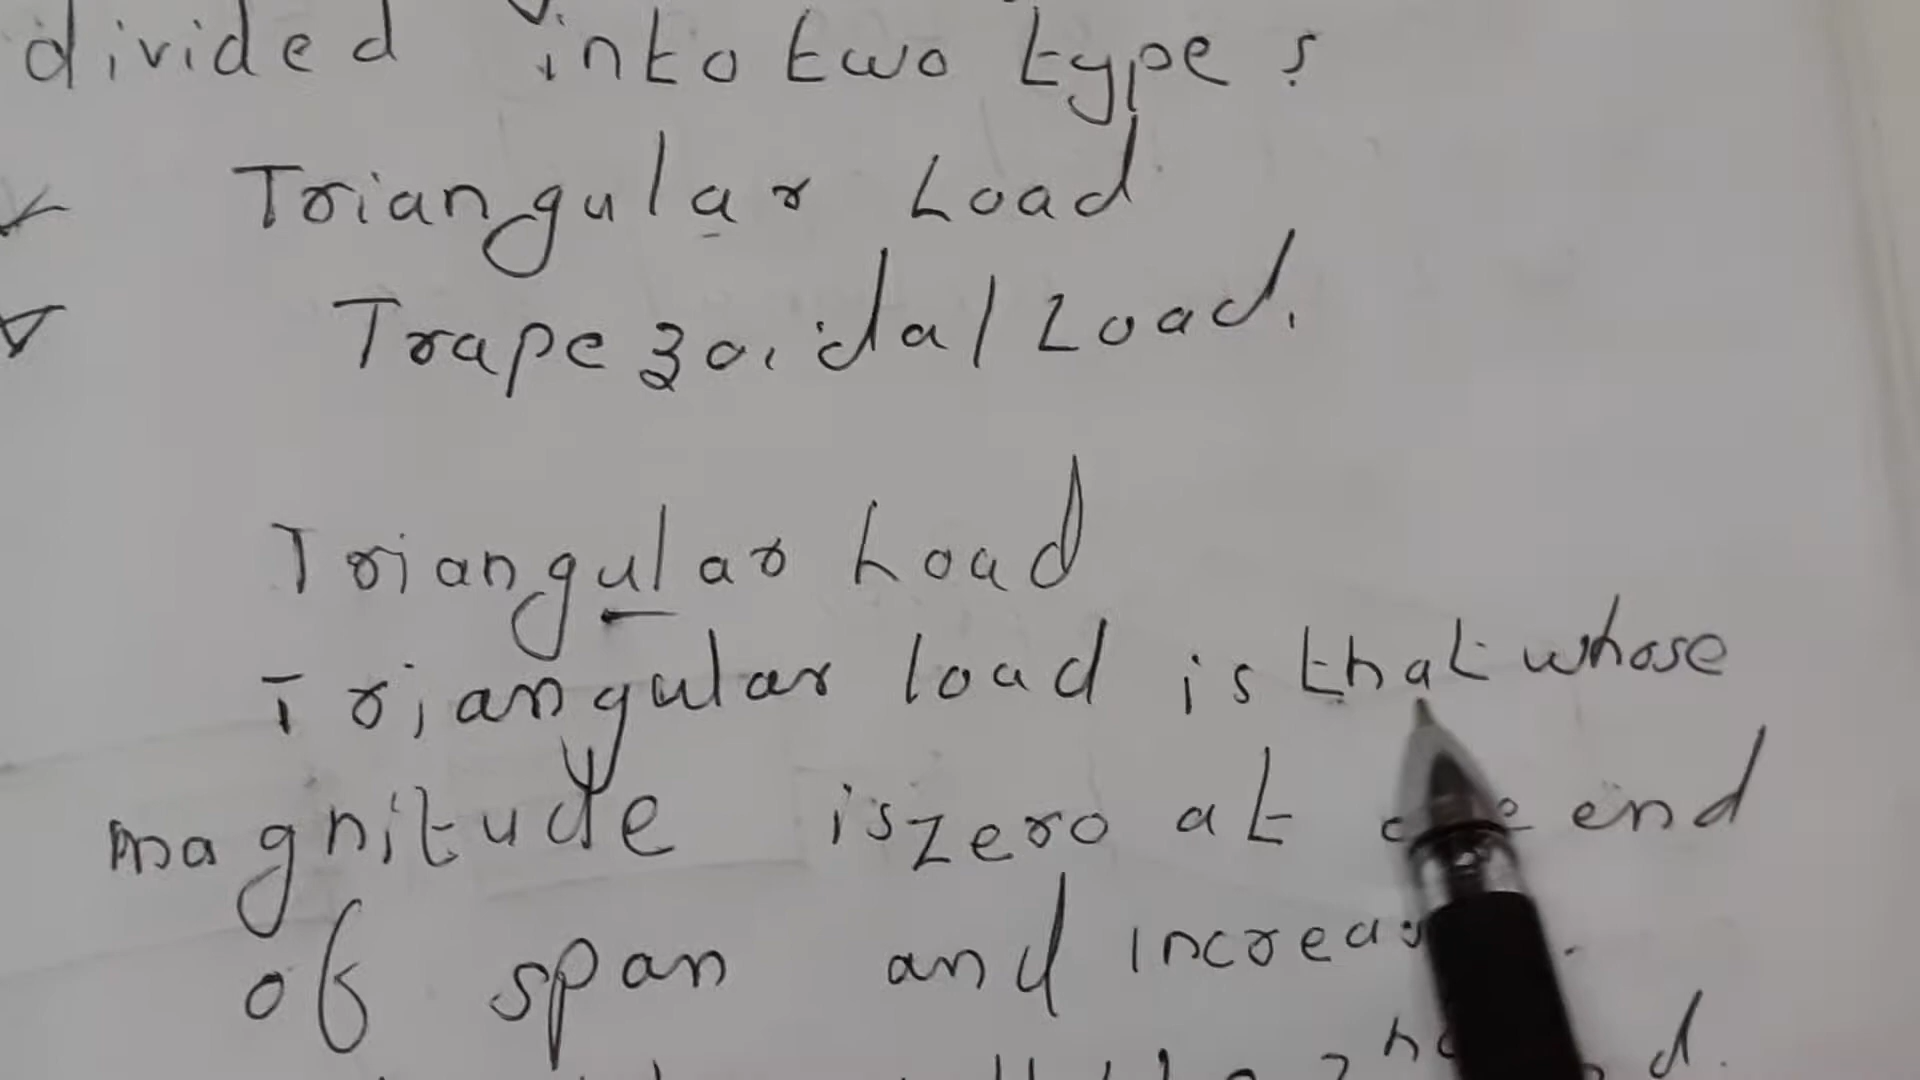 divided into two types
Triangular Load
Trapezoidal Load.
Triangular Load
Triangular load is that whose
magnitude is zero at end
of span and
2nd